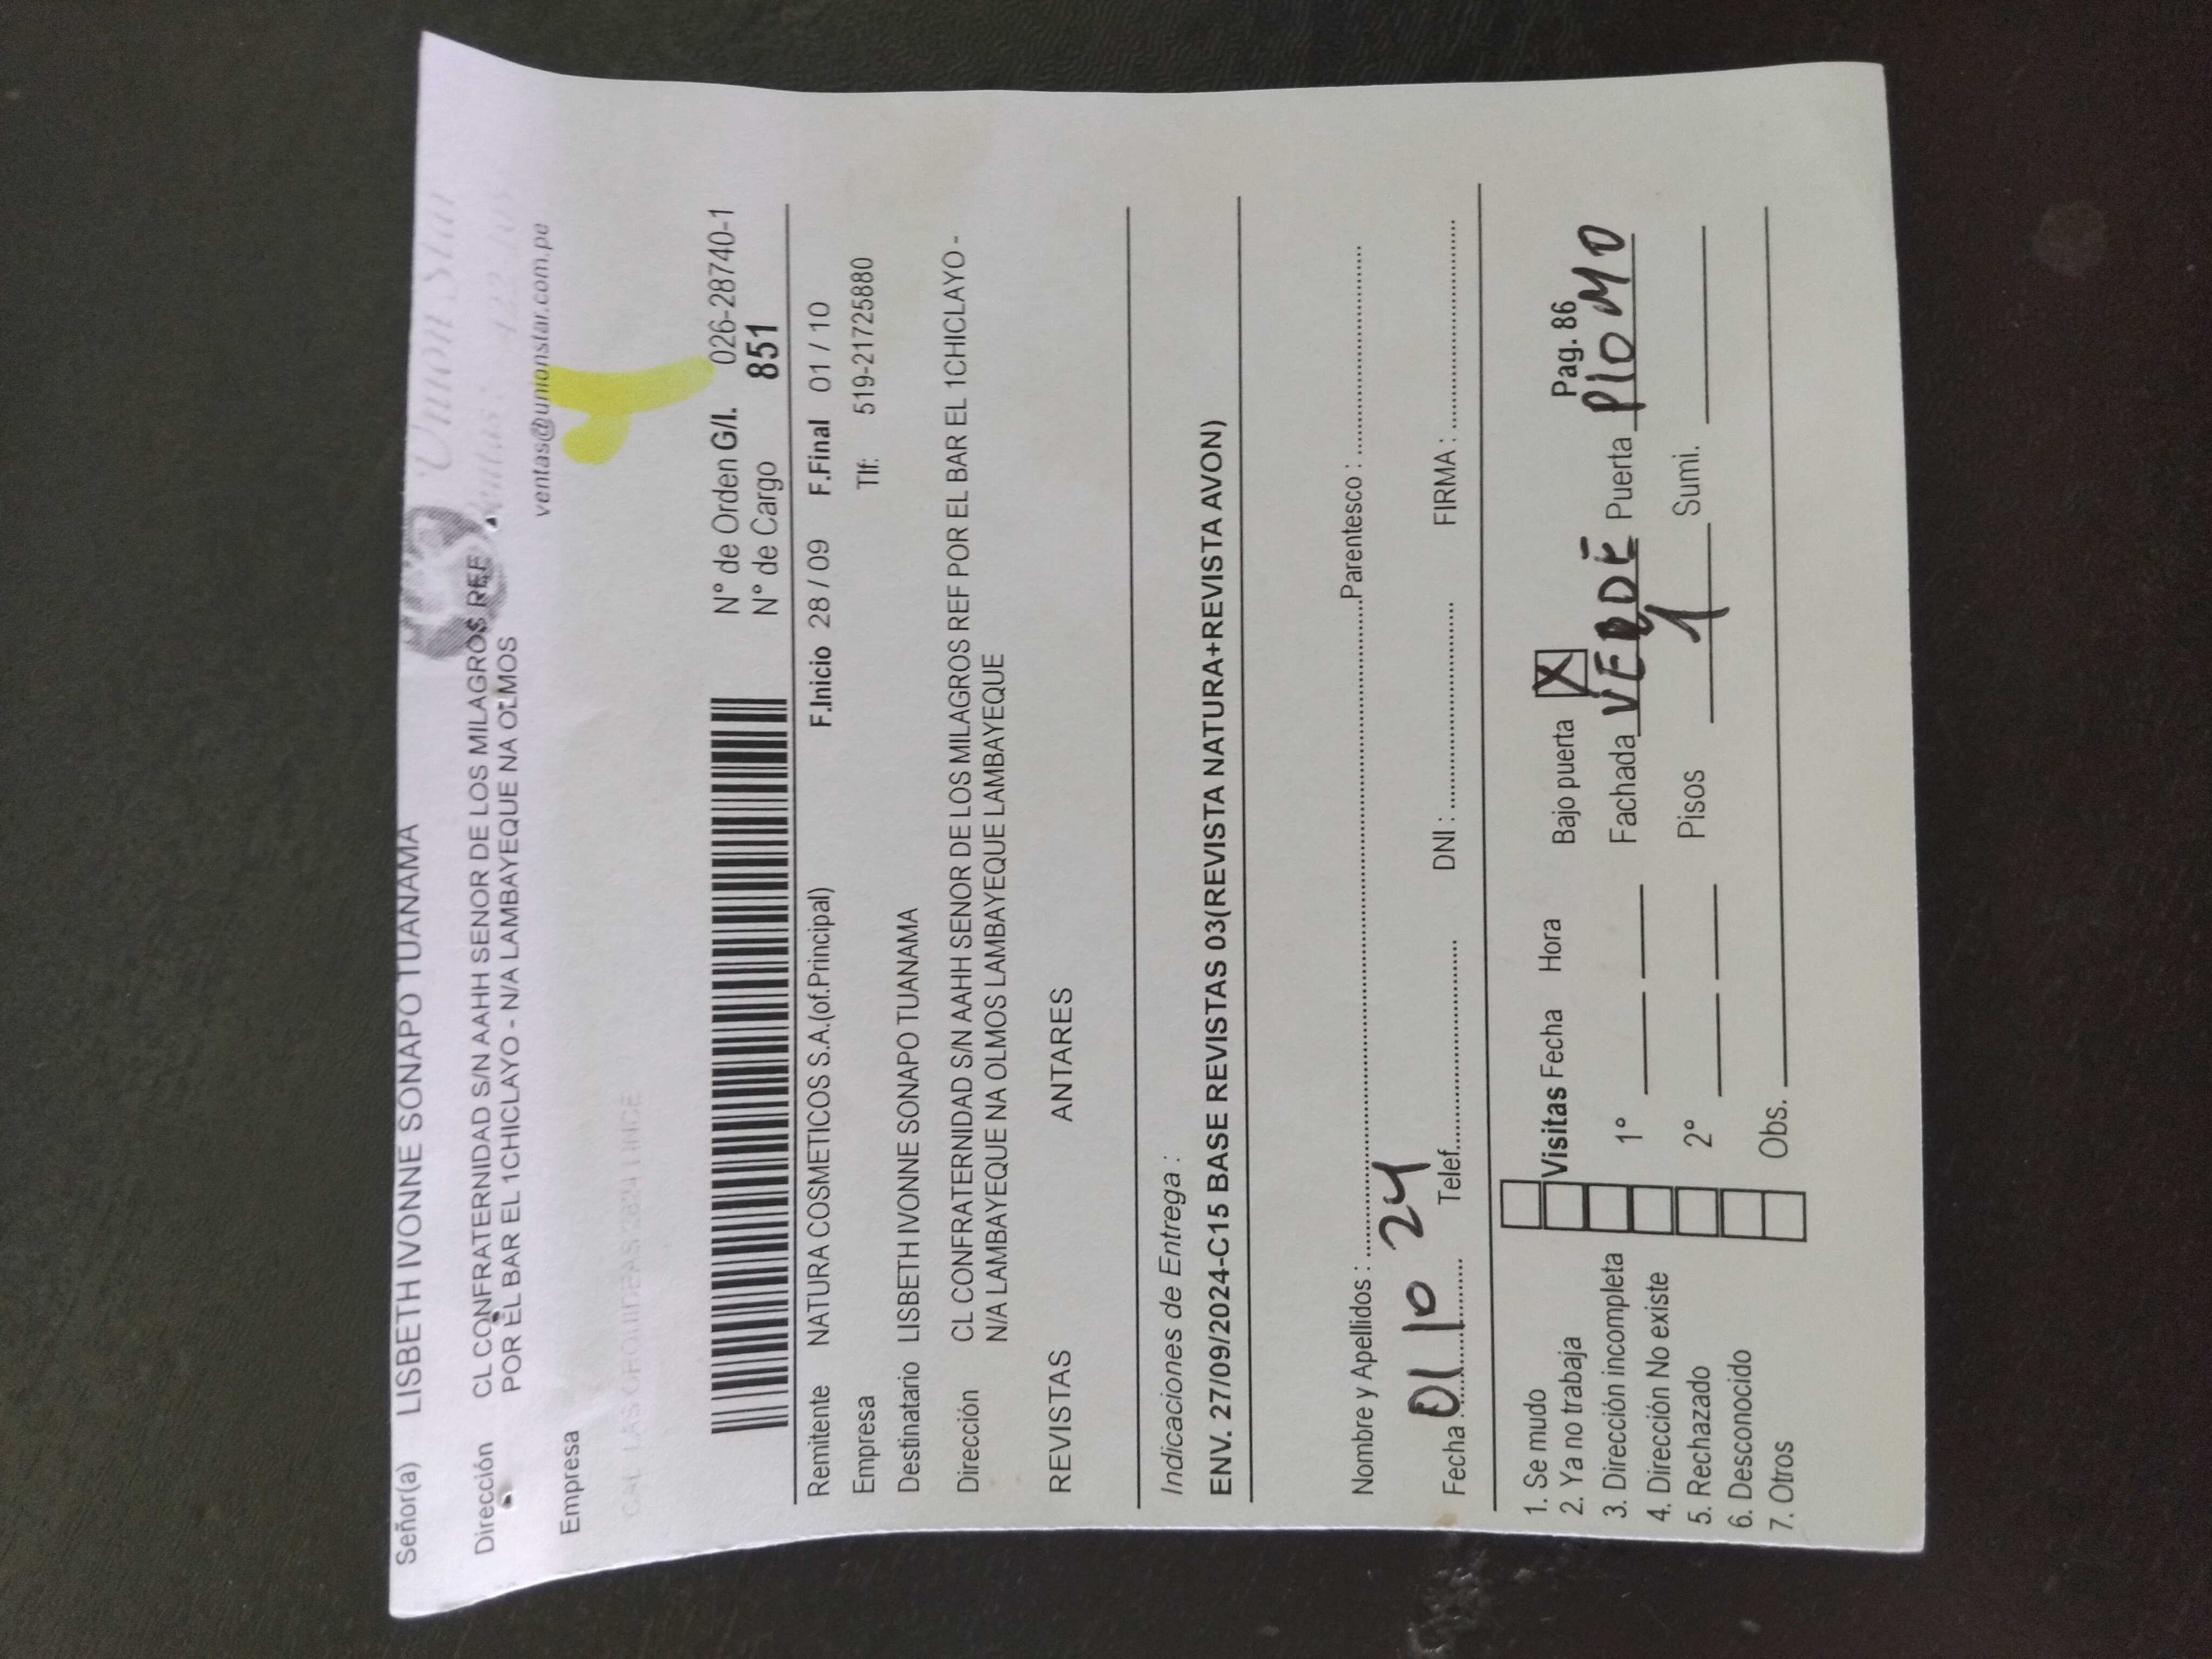 Señor(a) LISBETH IVONNE SONAPO TUANAMA
Union Star
Dirección CL CONFRATERNIDAD S/N AAHH SENOR DE LOS MILAGROS REF
POR EL BAR EL 1CHICLAYO - N/A LAMBAYEQUE NA OLMOS
ventas@unionstar.com.pe
Empresa
N° de Orden G/I. 026-28740-1
N° de Cargo 851
F.Inicio 28 / 09 F.Final 01 / 10
Remitente NATURA COSMETICOS S.A.(of.Principal)
Empresa Tlf: 519-21725880
Destinatario LISBETH IVONNE SONAPO TUANAMA
Dirección CL CONFRATERNIDAD S/N AAHH SENOR DE LOS MILAGROS REF POR EL BAR EL 1CHICLAYO -
N/A LAMBAYEQUE NA OLMOS LAMBAYEQUE LAMBAYEQUE
REVISTAS ANTARES
Indicaciones de Entrega :
ENV. 27/09/2024-C15 BASE REVISTAS 03(REVISTA NATURA+REVISTA AVON)
Nombre y Apellidos : Parentesco :
Fecha : 01 10 24 Telef. DNI : FIRMA :
1. Se mudo
2. Ya no trabaja Visitas Fecha Hora Bajo puerta X Pag. 86
3. Dirección incompleta 1° Fachada VERDE Puerta PLOMO
4. Dirección No existe
5. Rechazado 2° Pisos 1 Sumi.
6. Desconocido
7. Otros Obs.